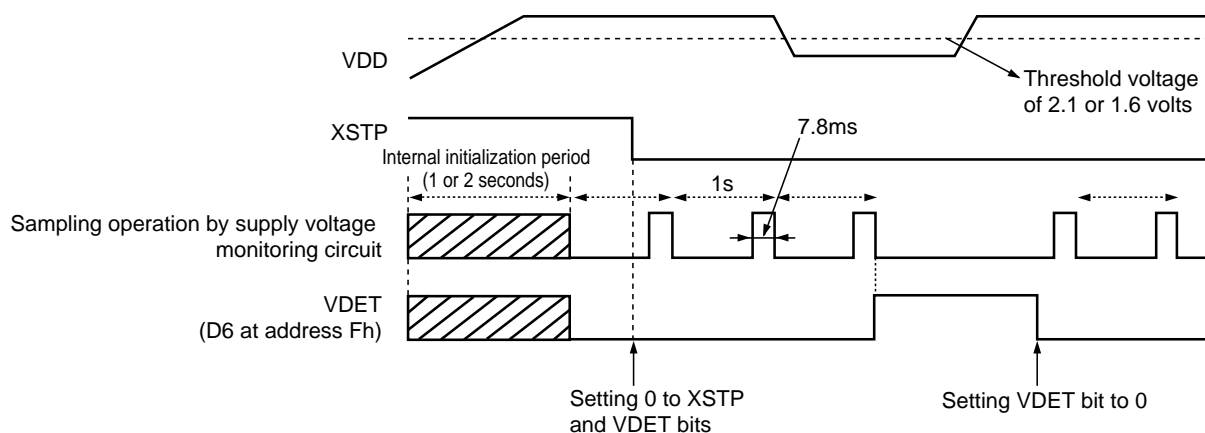 VDD
Threshold voltage
of 2.1 or 1.6 volts
XSTP
7.8ms
Internal initialization period
(1 or 2 seconds)
1s
Sampling operation by supply voltage
monitoring circuit
VDET
(D6 at address Fh)
Setting 0 to XSTP
and VDET bits
Setting VDET bit to 0